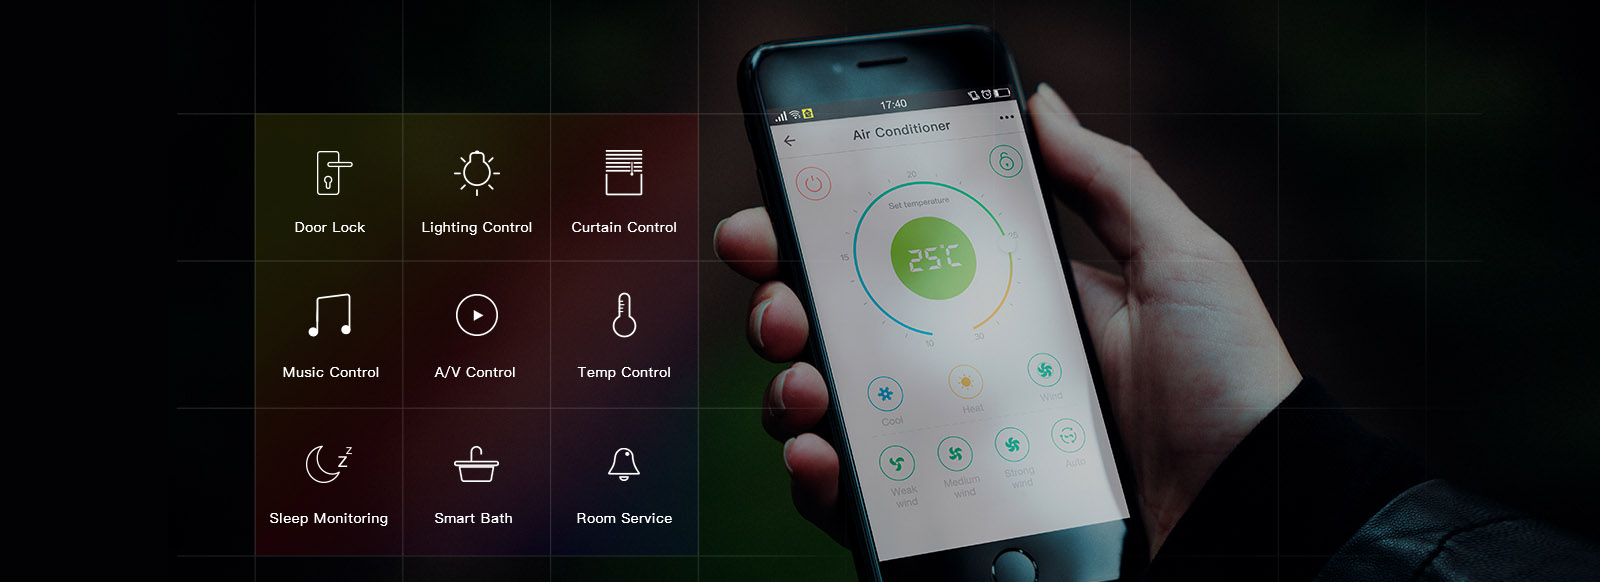 Door Lock
Lighting Control
Curtain Control
Music Control
A/V Control
Temp Control
Sleep Monitoring
Smart Bath
Room Service
17:40
Air Conditioner
20
Set temperature
25
25°C
15
10
30
Cool
Heat
Wind
Weak
wind
Medium
wind
Strong
wind
Auto